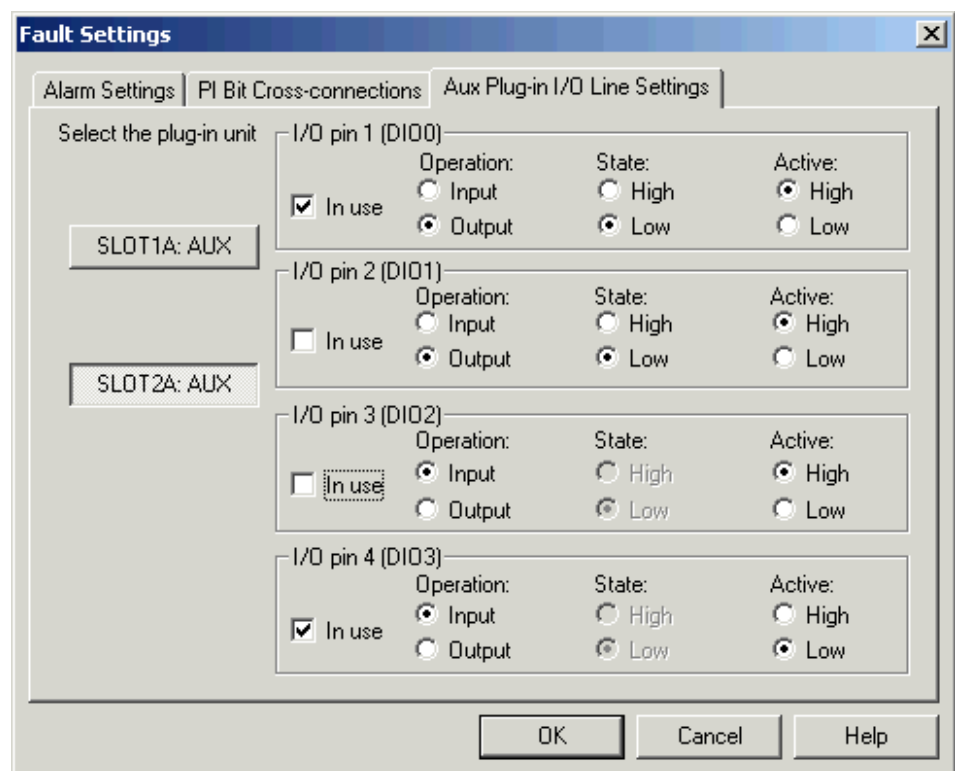 Fault Settings
Alarm Settings PI Bit Cross-connections Aux Plug-in I/O Line Settings
Select the plug-in unit
SLOT1A: AUX
SLOT2A: AUX
I/O pin 1 (DIO0)
Operation: State: Active:
In use Input High High
Output Low Low
I/O pin 2 (DIO1)
Operation: State: Active:
In use Input High High
Output Low Low
I/O pin 3 (DIO2)
Operation: State: Active:
In use Input High High
Output Low Low
I/O pin 4 (DIO3)
Operation: State: Active:
In use Input High High
Output Low Low
OK Cancel Help